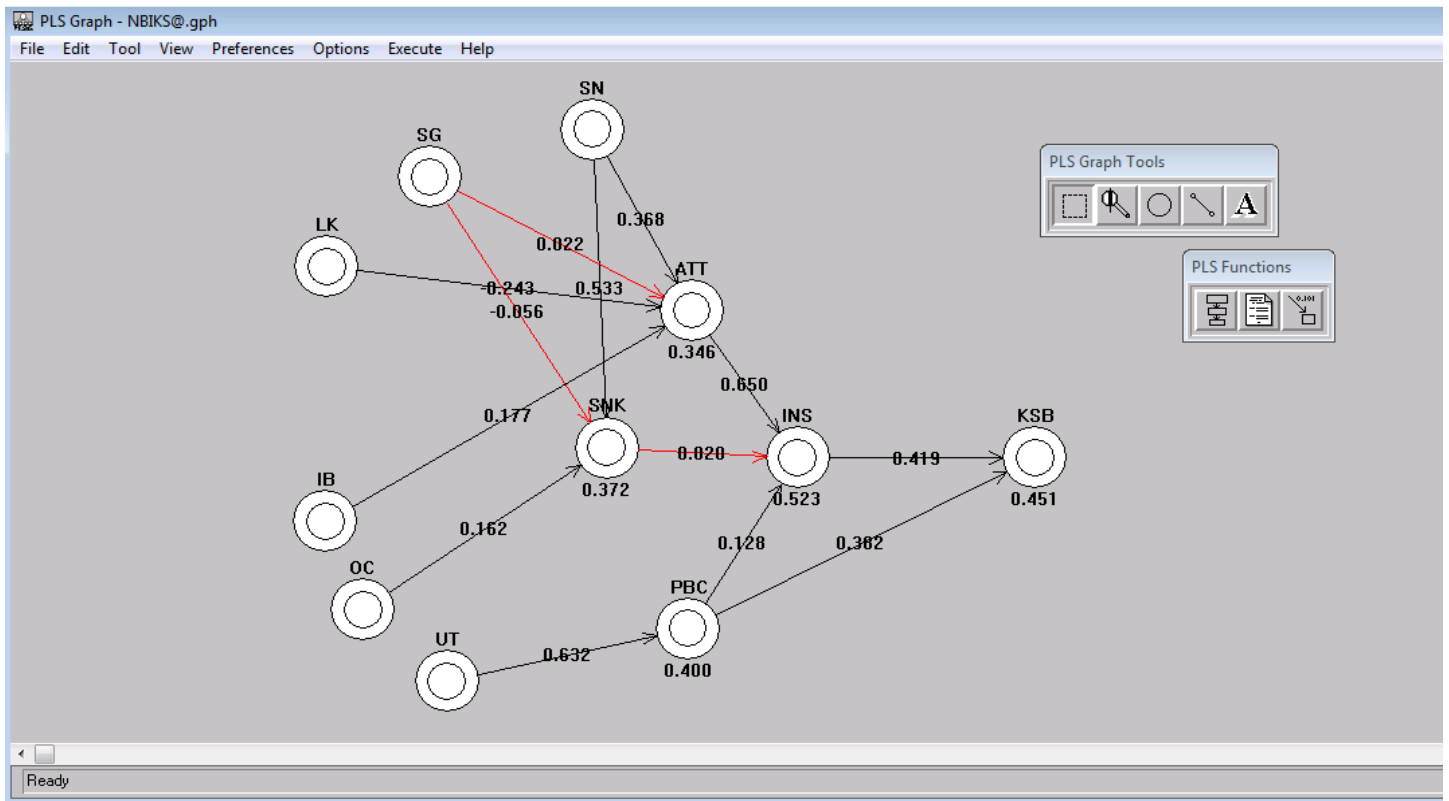 PLS Graph - NBIKS@.gph
File Edit Tool View Preferences Options Execute Help
SN
SG
PLS Graph Tools
A
LK
0.368
0.022
ATT
PLS Functions
-0.243
0.533
0.101
-0.056
0.346
0.650
0.177
SNK
INS
KSB
0.020
0.419
IB
0.372
0.523
0.451
0.162
0.128
0.362
OC
PBC
UT
0.632
0.400
Ready